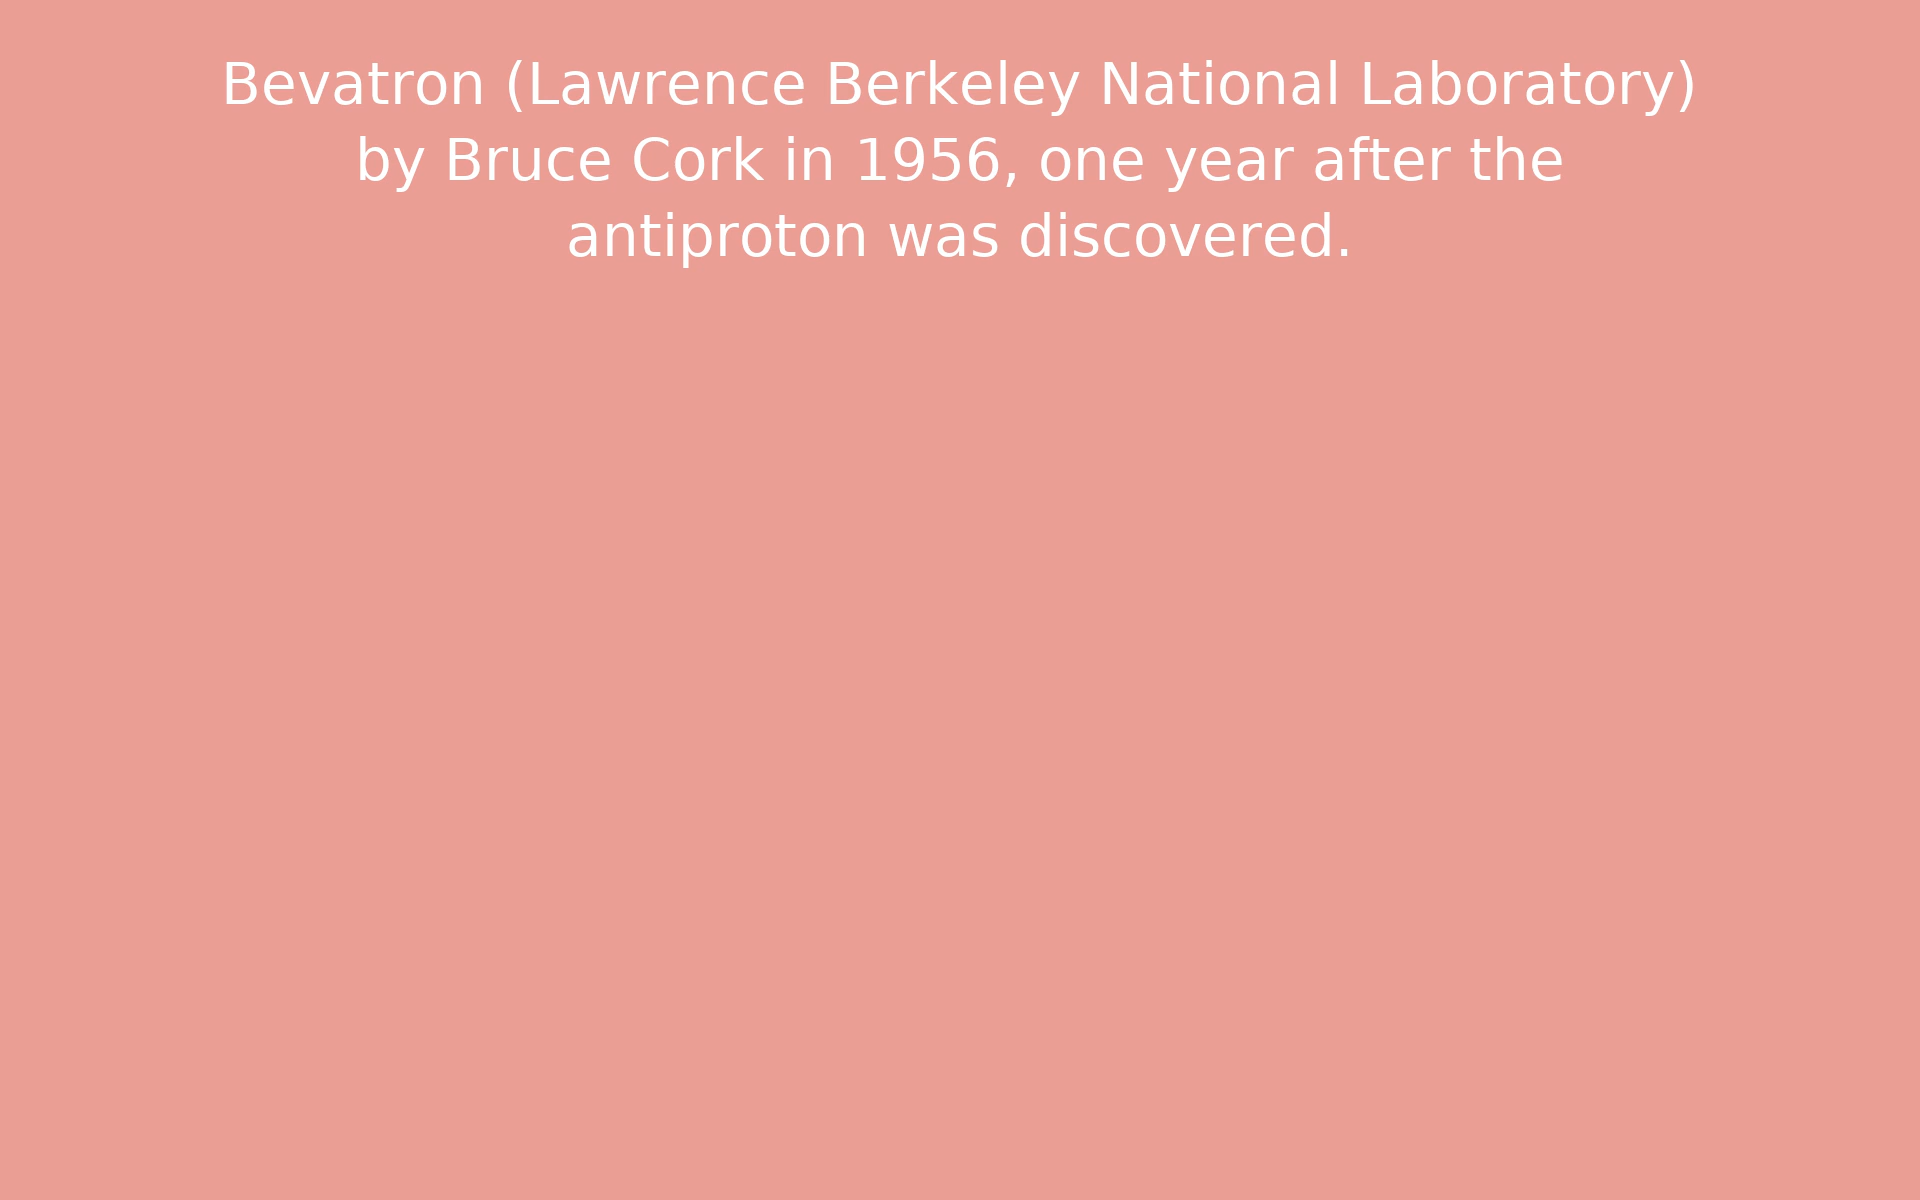 Bevatron (Lawrence Berkeley National Laboratory)
by Bruce Cork in 1956, one year after the
antiproton was discovered.